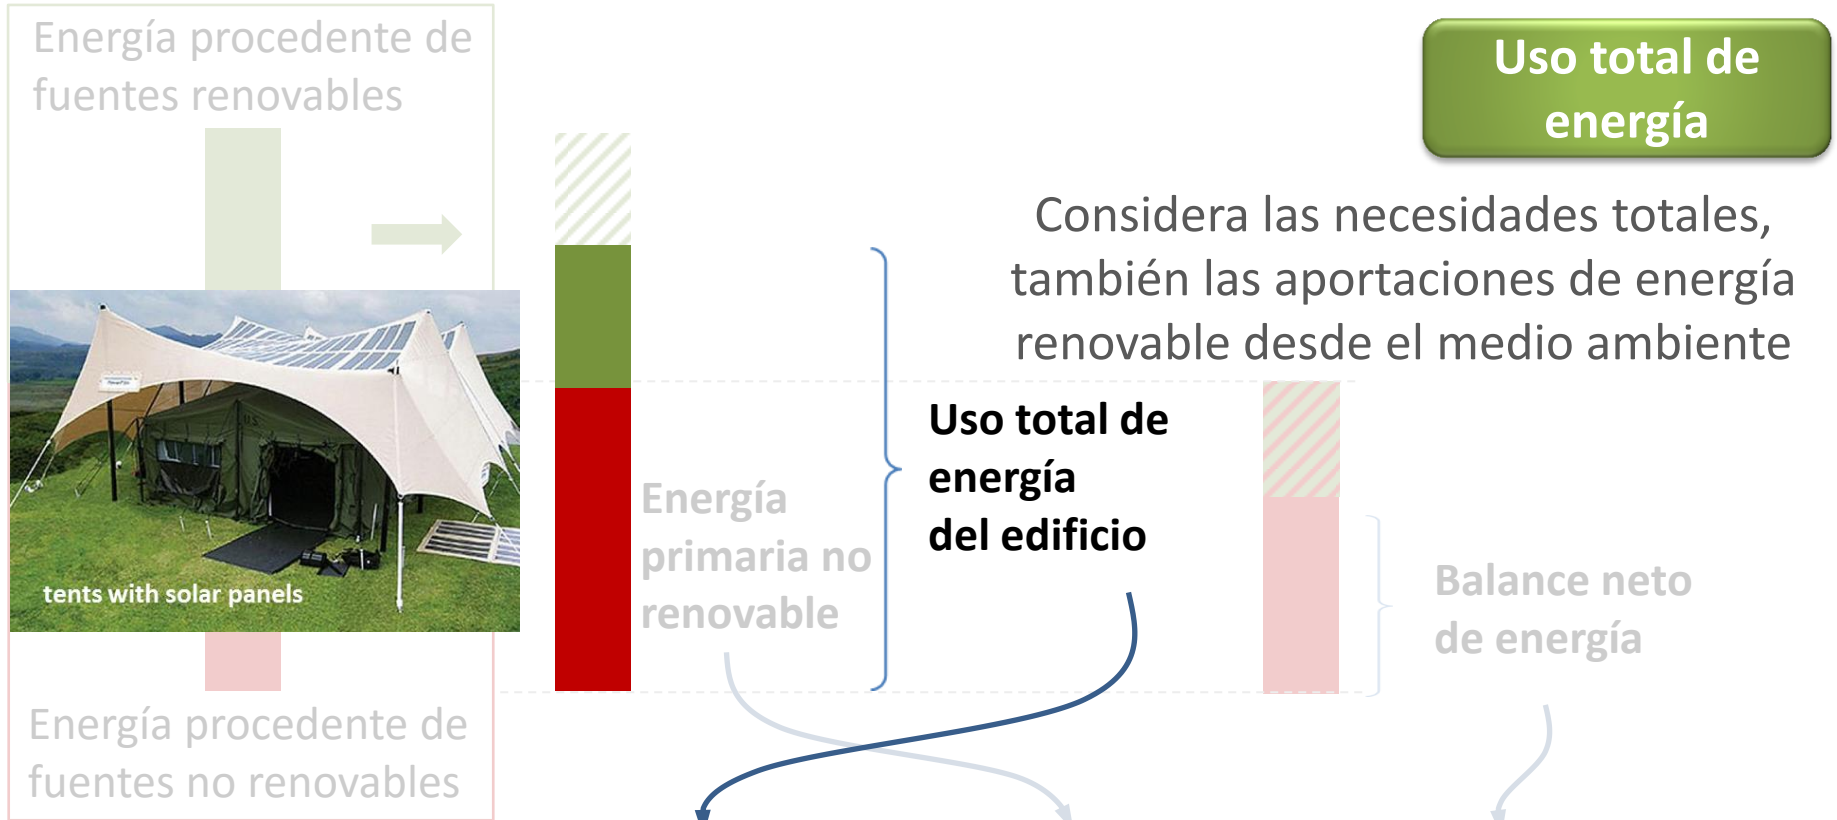 Energía procedente de
fuentes renovables
Uso total de
energía
Considera las necesidades totales,
también las aportaciones de energía
renovable desde el medio ambiente
tents with solar panels
U.S.
Energía
primaria no
renovable
Uso total de
energía
del edificio
Balance neto
de energía
Energía procedente de
fuentes no renovables